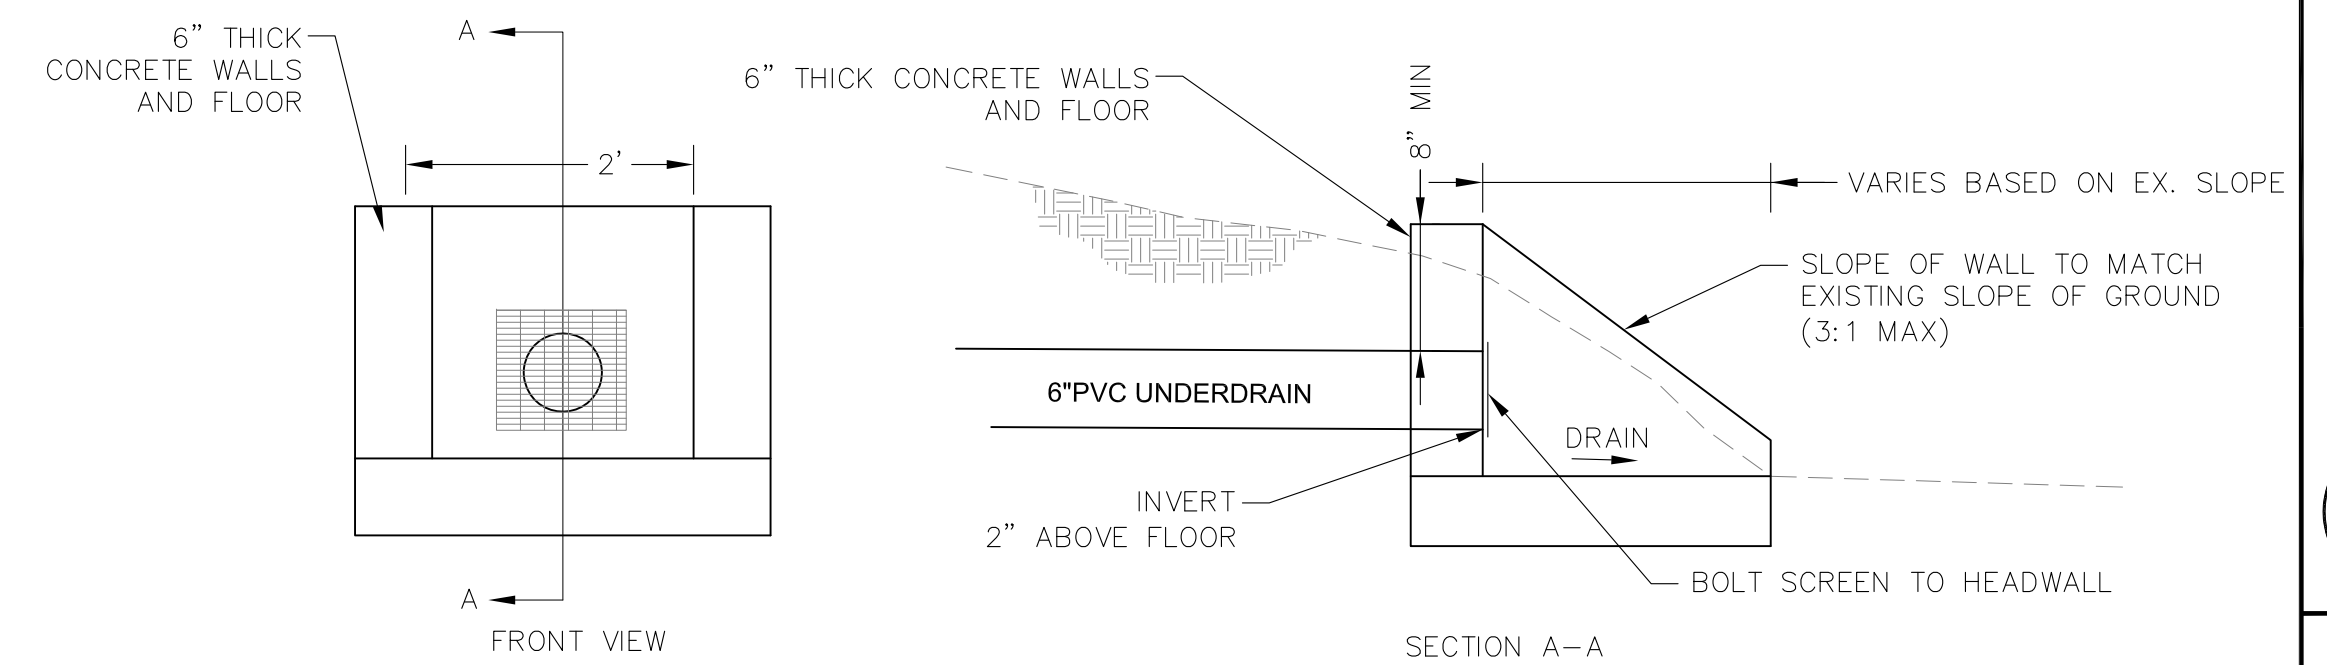 A
6” THICK
CONCRETE WALLS
AND FLOOR
2'
A
FRONT VIEW
6” THICK CONCRETE WALLS
AND FLOOR
8” MIN
VARIES BASED ON EX. SLOPE
SLOPE OF WALL TO MATCH
EXISTING SLOPE OF GROUND
(3:1 MAX)
6"PVC UNDERDRAIN
DRAIN
INVERT
2” ABOVE FLOOR
BOLT SCREEN TO HEADWALL
SECTION A-A